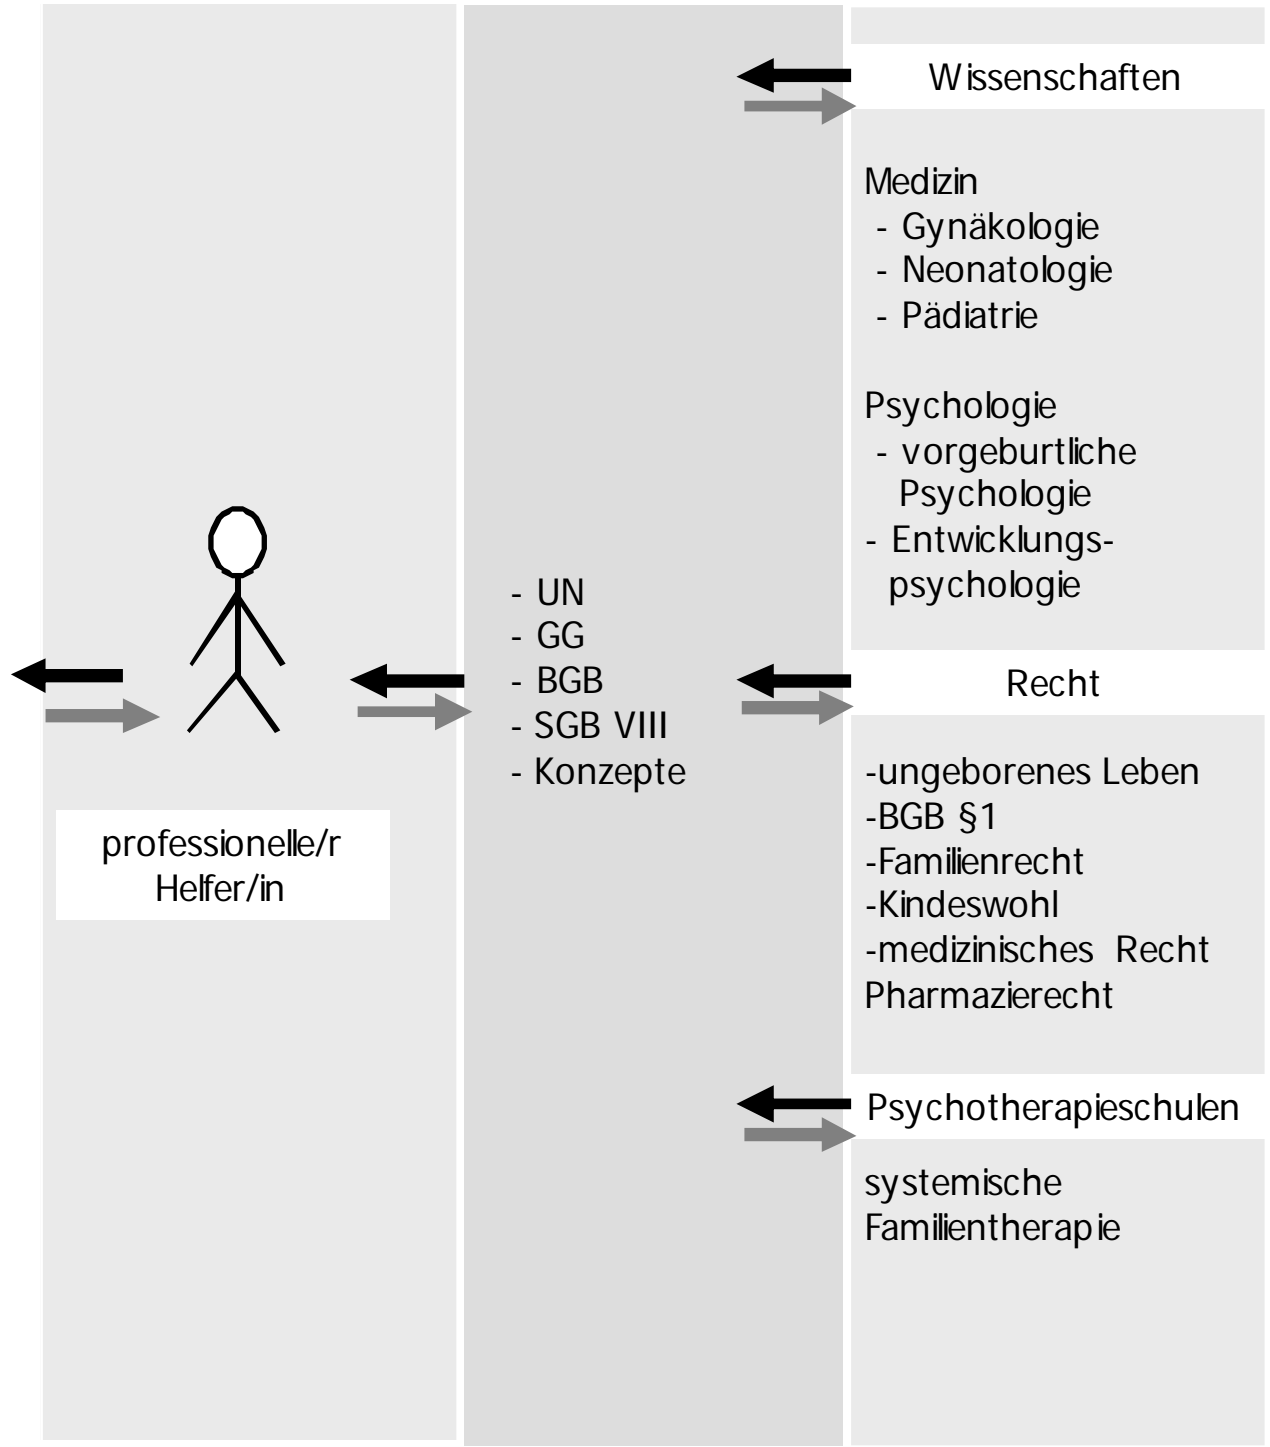 professionelle/r
Helfer/in
- UN
- GG
- BGB
- SGB VIII
- Konzepte
Wissenschaften
Medizin
- Gynäkologie
- Neonatologie
- Pädiatrie
Psychologie
- vorgeburtliche
Psychologie
- Entwicklungs-
psychologie
Recht
-ungeborenes Leben
-BGB §1
-Familienrecht
-Kindeswohl
-medizinisches Recht
Pharmazierecht
Psychotherapieschulen
systemische
Familientherapie